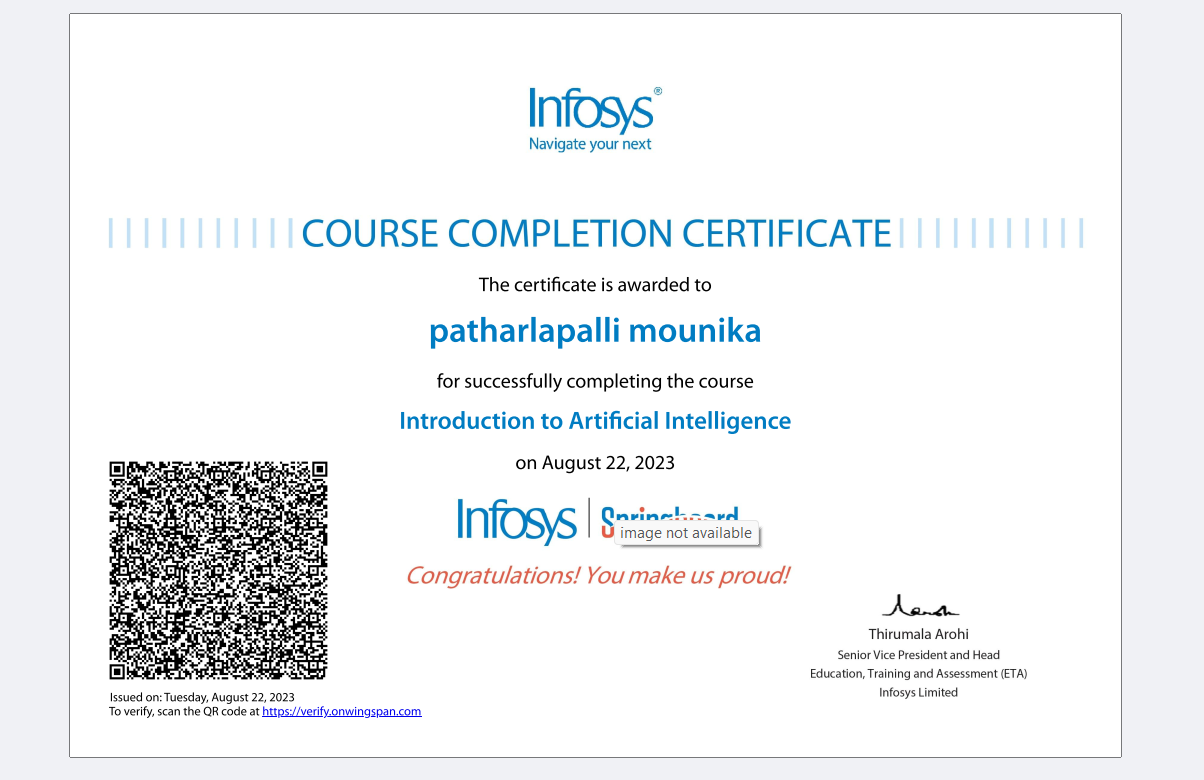 Infosys®
Navigate your next
COURSE COMPLETION CERTIFICATE
The certificate is awarded to
patharlapalli mounika
for successfully completing the course
Introduction to Artificial Intelligence
on August 22, 2023
Infosys | Springboard
image not available
Congratulations! You make us proud!
Thirumala Arohi
Senior Vice President and Head
Education, Training and Assessment (ETA)
Infosys Limited
Issued on: Tuesday, August 22, 2023
To verify, scan the QR code at https://verify.onwingspan.com